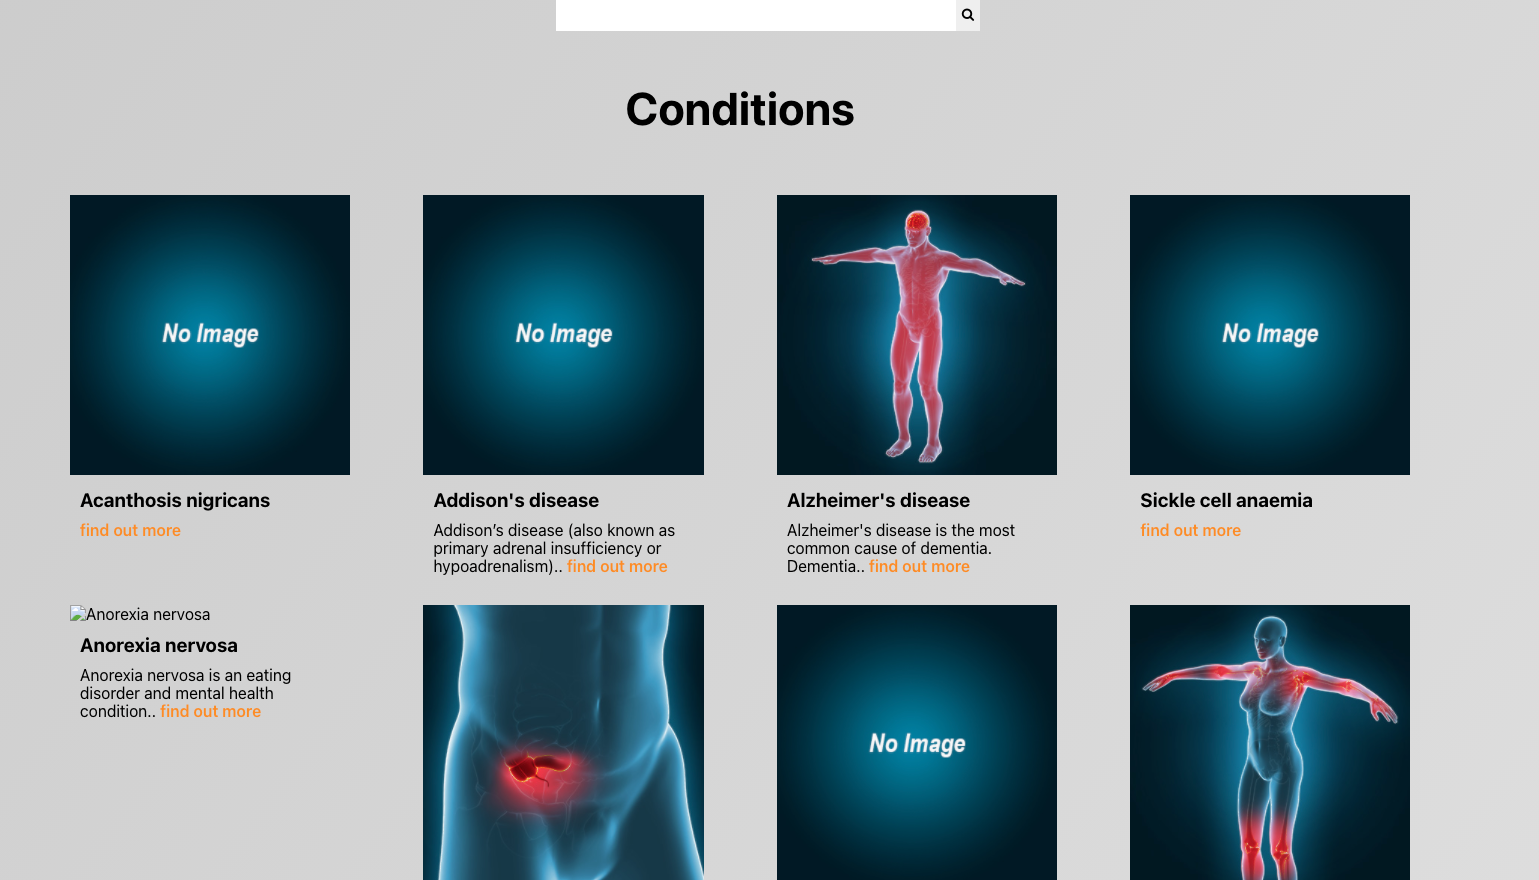 Conditions
No Image
No Image
No Image
Acanthosis nigricans
find out more
Addison's disease
Addison’s disease (also known as
primary adrenal insufficiency or
hypoadrenalism).. find out more
Alzheimer's disease
Alzheimer's disease is the most
common cause of dementia.
Dementia.. find out more
Sickle cell anaemia
find out more
Anorexia nervosa
Anorexia nervosa
Anorexia nervosa is an eating
disorder and mental health
condition.. find out more
No Image